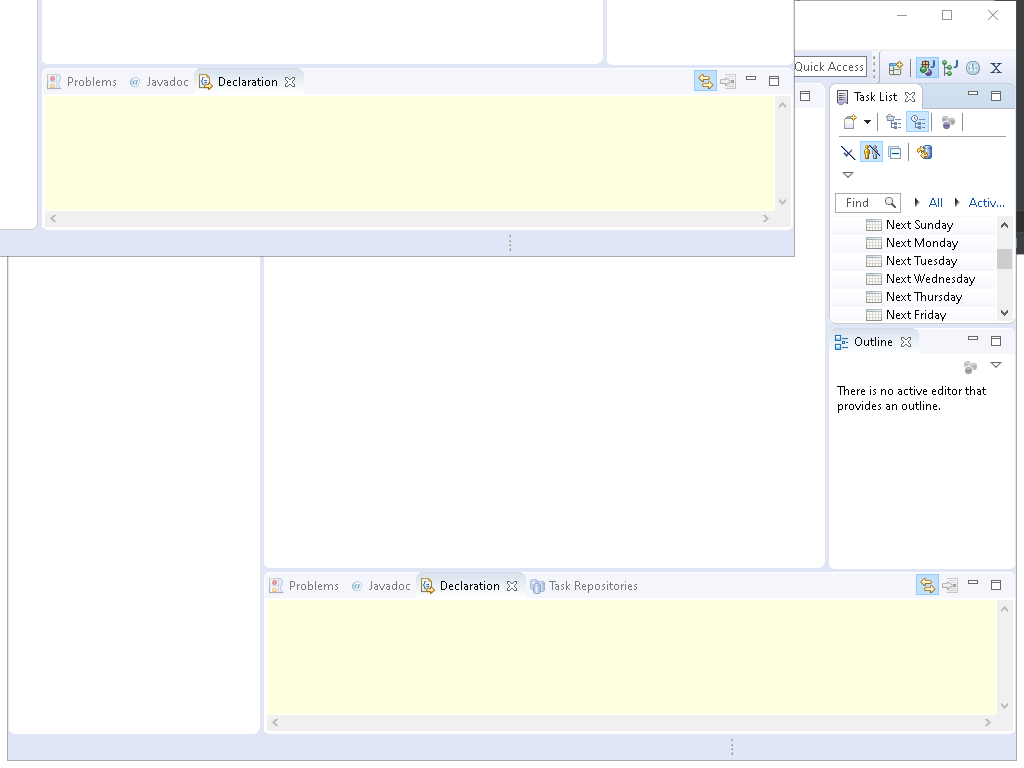 Problems
@ Javadoc
Declaration
Quick Access
Task List
Find
All
Activ...
Next Sunday
Next Monday
Next Tuesday
Next Wednesday
Next Thursday
Next Friday
Outline
There is no active editor that
provides an outline.
Problems
@ Javadoc
Declaration
Task Repositories